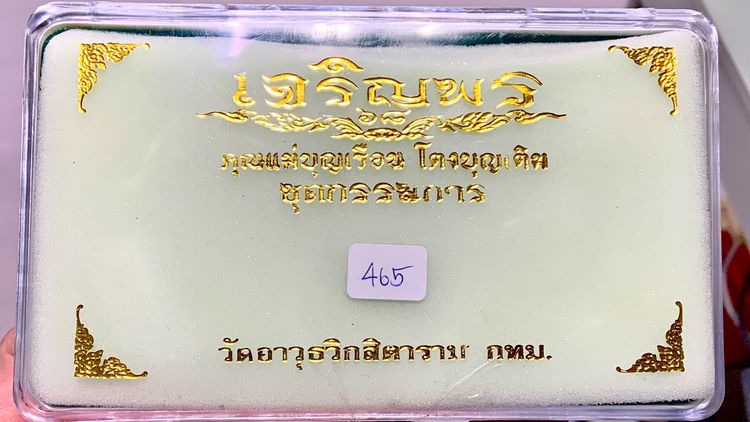 เจริญพร
๖๘
คุณแม่บุญเรือน โตงบุญเติม
ชุดกรรมการ
465
วัดอาวุธวิกสิตาราม กทม.